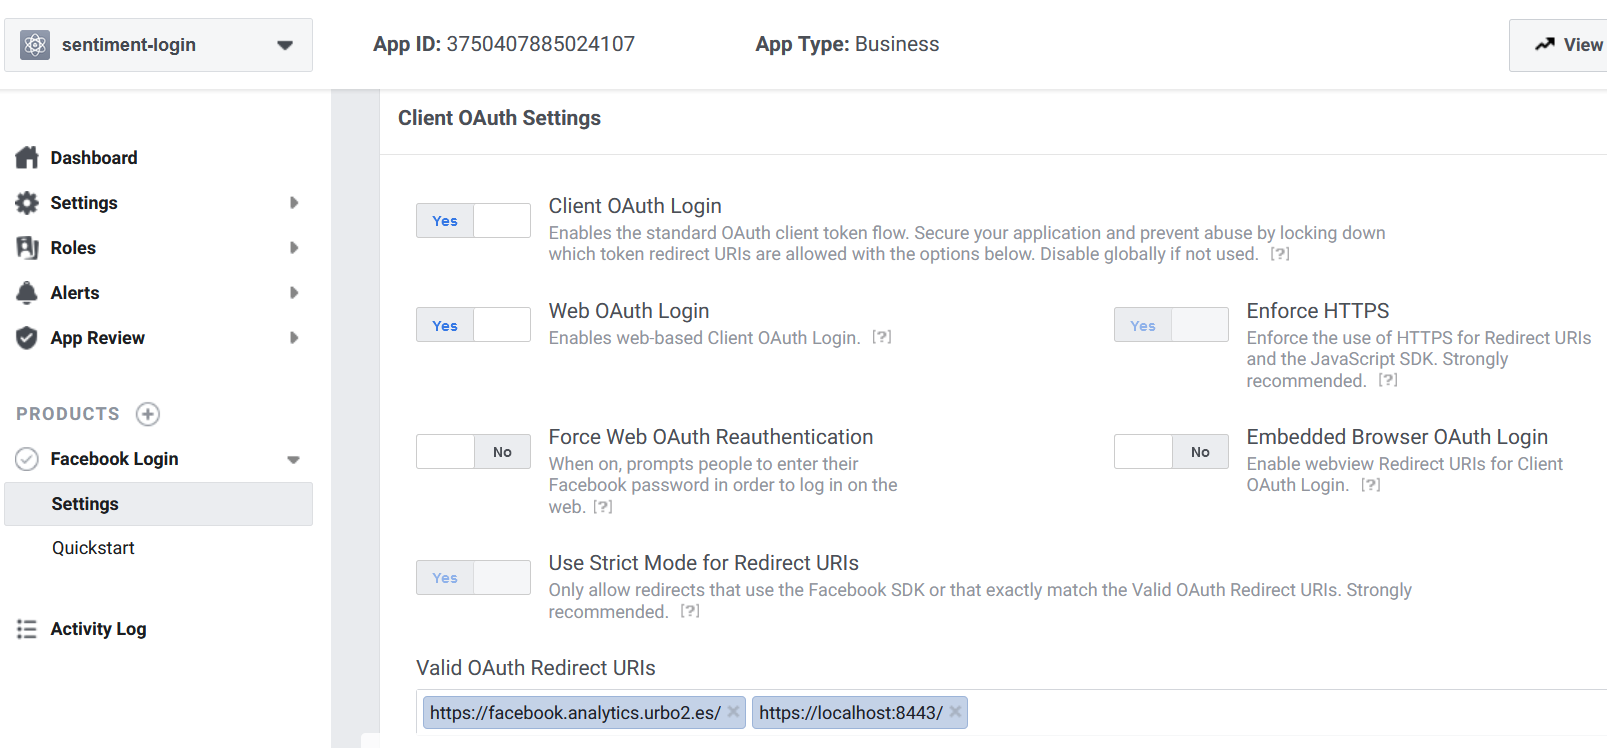 sentiment-login
App ID: 3750407885024107
App Type: Business
View
Dashboard
Settings
Roles
Alerts
App Review
PRODUCTS
Facebook Login
Settings
Quickstart
Activity Log
Client OAuth Settings
Yes
Client OAuth Login
Enables the standard OAuth client token flow. Secure your application and prevent abuse by locking down
which token redirect URIs are allowed with the options below. Disable globally if not used. [?]
Yes
Web OAuth Login
Enables web-based Client OAuth Login. [?]
Yes
Enforce HTTPS
Enforce the use of HTTPS for Redirect URIs
and the JavaScript SDK. Strongly
recommended. [?]
No
Force Web OAuth Reauthentication
When on, prompts people to enter their
Facebook password in order to log in on the
web. [?]
No
Embedded Browser OAuth Login
Enable webview Redirect URIs for Client
OAuth Login. [?]
Yes
Use Strict Mode for Redirect URIs
Only allow redirects that use the Facebook SDK or that exactly match the Valid OAuth Redirect URIs. Strongly
recommended. [?]
Valid OAuth Redirect URIs
https://facebook.analytics.urbo2.es/
https://localhost:8443/